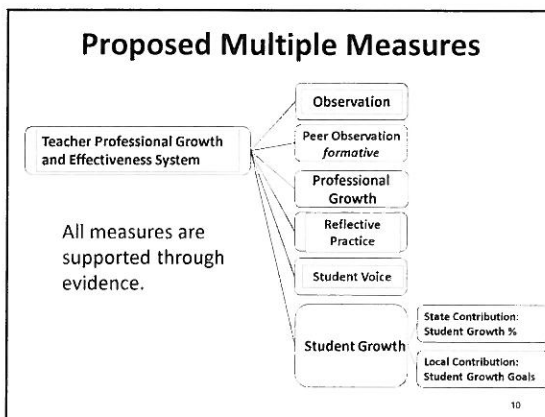 Proposed Multiple Measures
Observation
Teacher Professional Growth
and Effectiveness System
Peer Observation
formative
Professional
Growth
All measures are
supported through
evidence.
Reflective
Practice
Student Voice
Student Growth
State Contribution:
Student Growth %
Local Contribution:
Student Growth Goals
10